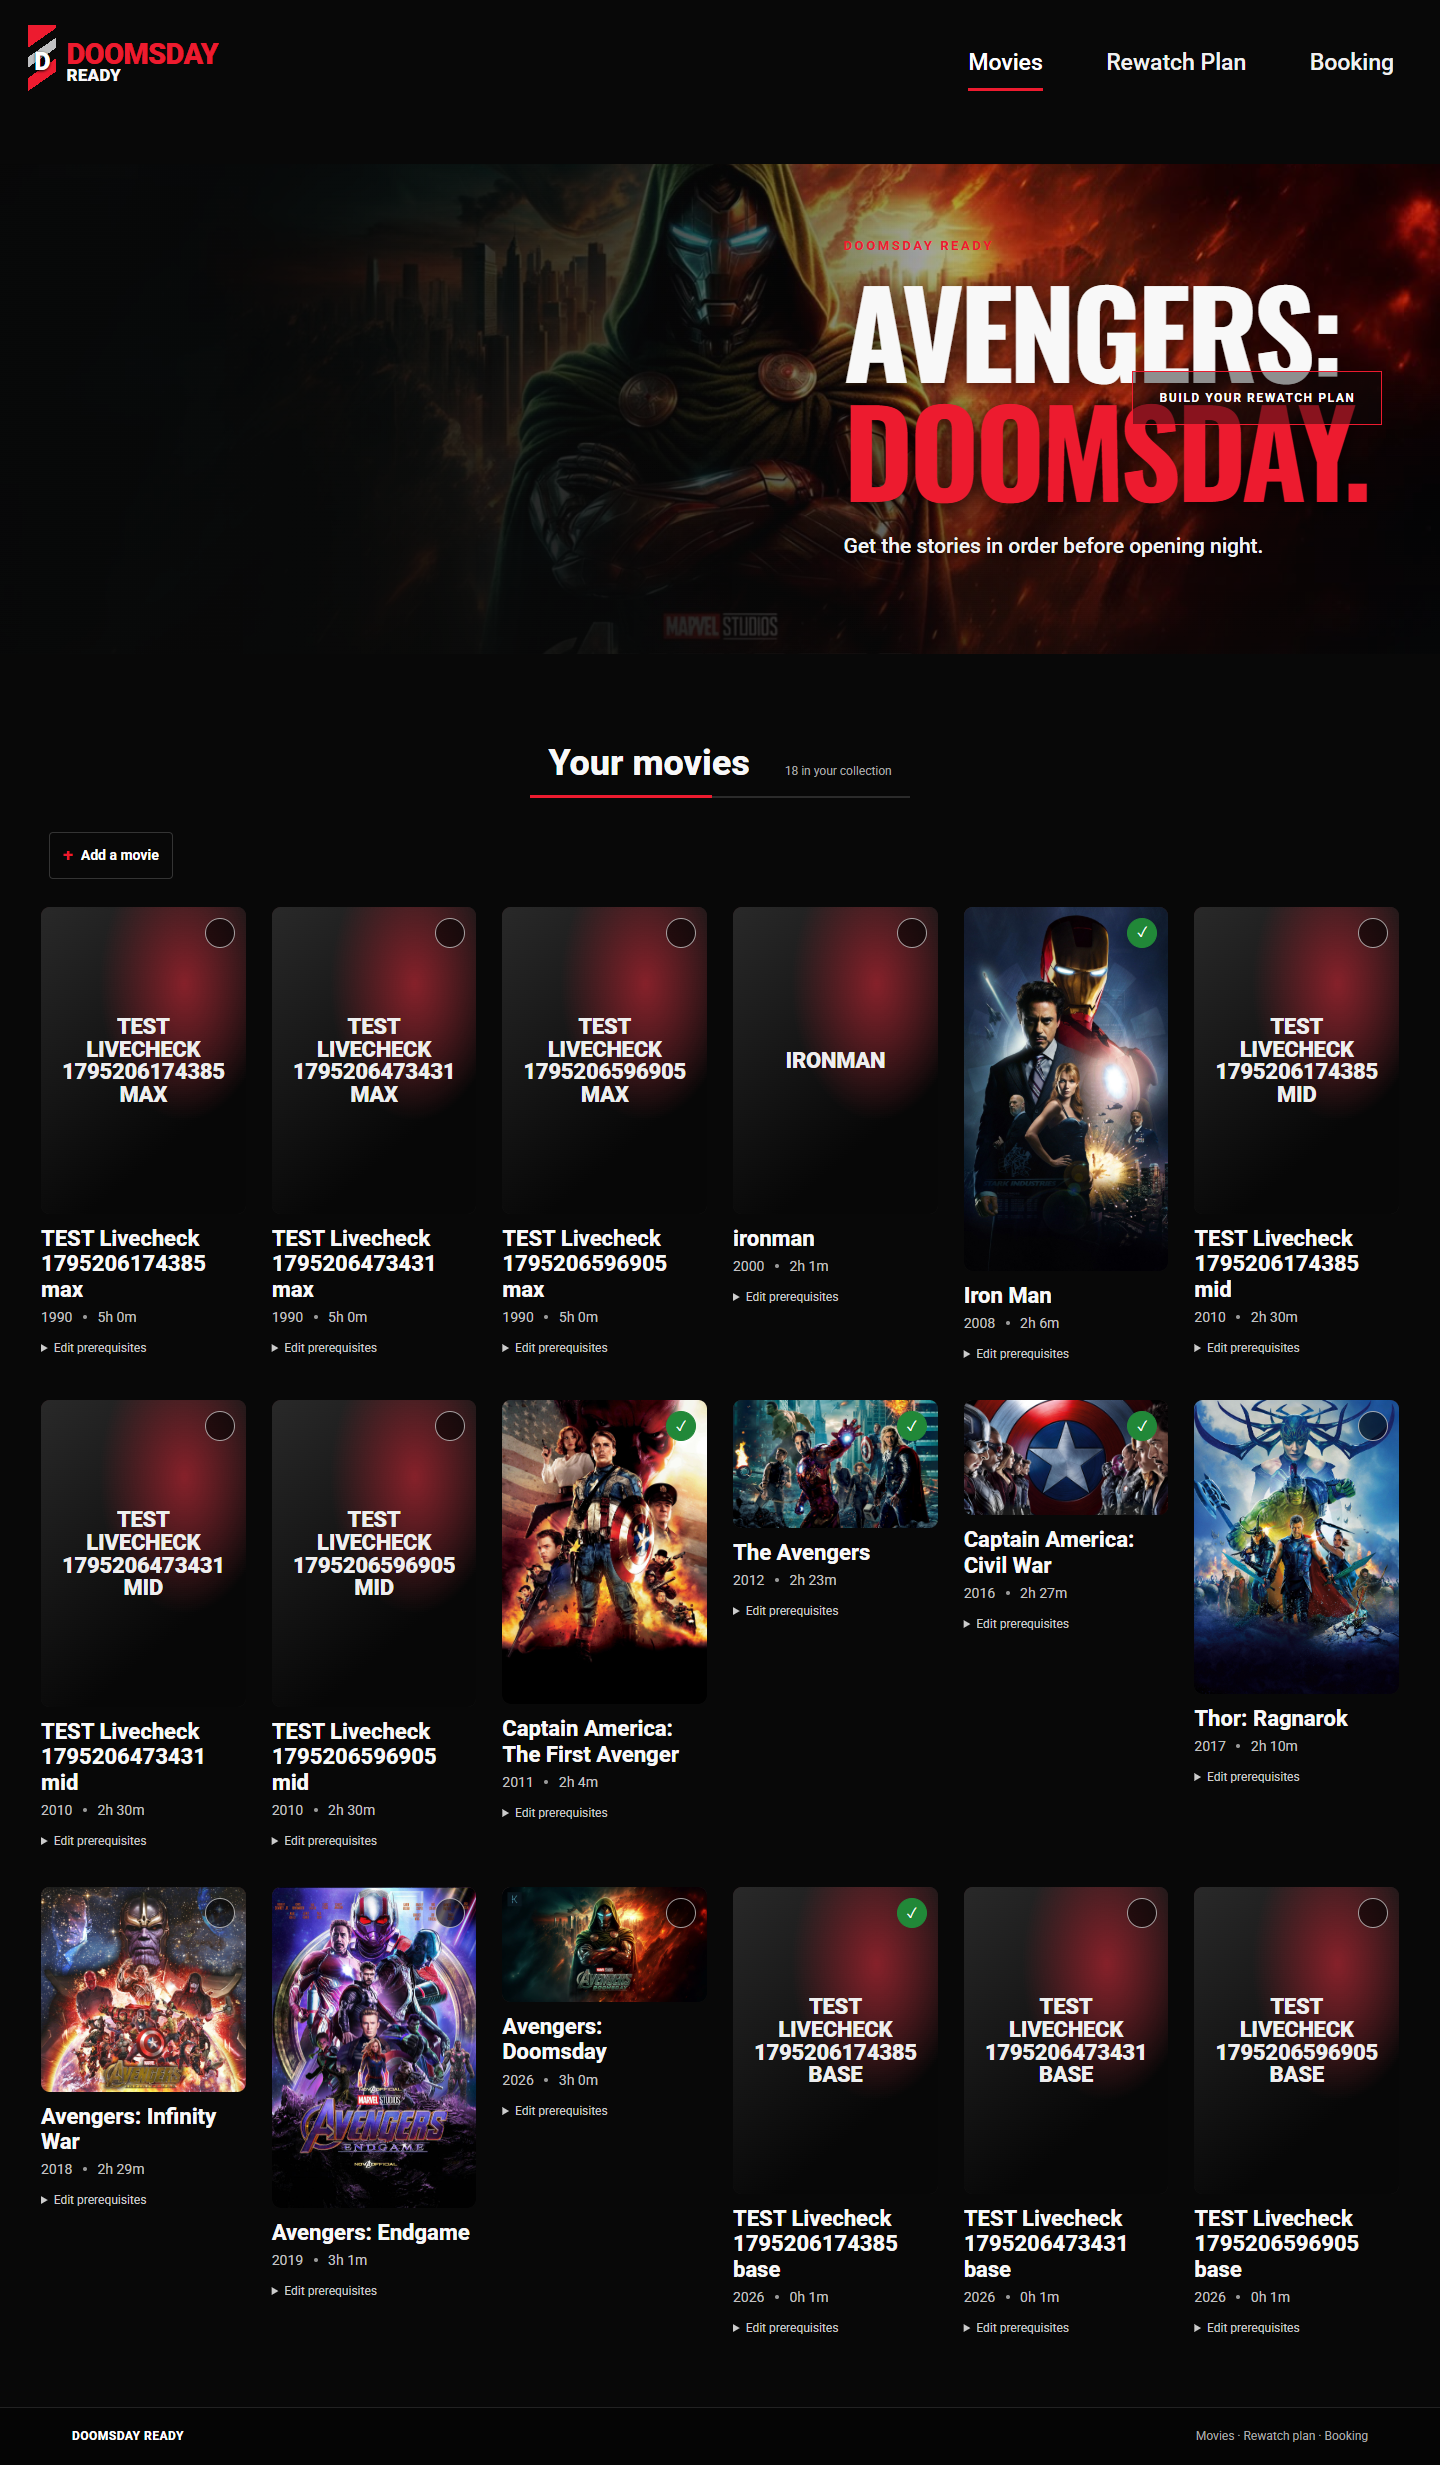 D
DOOMSDAY
READY
Movies
Rewatch Plan
Booking
DOOMSDAY READY
AVENGERS:
BUILD YOUR REWATCH PLAN
DOOMSDAY.
Get the stories in order before opening night.
MARVEL STUDIOS
Your movies
18 in your collection
+ Add a movie
TEST
LIVECHECK
1795206174385
MAX
TEST Livecheck
1795206174385
max
1990 • 5h 0m
Edit prerequisites
TEST
LIVECHECK
1795206473431
MAX
TEST Livecheck
1795206473431
max
1990 • 5h 0m
Edit prerequisites
TEST
LIVECHECK
1795206596905
MAX
TEST Livecheck
1795206596905
max
1990 • 5h 0m
Edit prerequisites
IRONMAN
ironman
2000 • 2h 1m
Edit prerequisites
Iron Man
2008 • 2h 6m
Edit prerequisites
TEST
LIVECHECK
1795206174385
MID
TEST Livecheck
1795206174385
mid
2010 • 2h 30m
Edit prerequisites
TEST
LIVECHECK
1795206473431
MID
TEST Livecheck
1795206473431
mid
2010 • 2h 30m
Edit prerequisites
TEST
LIVECHECK
1795206596905
MID
TEST Livecheck
1795206596905
mid
2010 • 2h 30m
Edit prerequisites
Captain America:
The First Avenger
2011 • 2h 4m
Edit prerequisites
The Avengers
2012 • 2h 23m
Edit prerequisites
Captain America:
Civil War
2016 • 2h 27m
Edit prerequisites
Thor: Ragnarok
2017 • 2h 10m
Edit prerequisites
AVENGERS
Avengers: Infinity
War
2018 • 2h 29m
Edit prerequisites
MARVEL STUDIOS
AVENGERS
ENDGAME
Avengers: Endgame
2019 • 3h 1m
Edit prerequisites
K
AVENGERS
DOOMSDAY
Avengers:
Doomsday
2026 • 3h 0m
Edit prerequisites
TEST
LIVECHECK
1795206174385
BASE
TEST Livecheck
1795206174385
base
2026 • 0h 1m
Edit prerequisites
TEST
LIVECHECK
1795206473431
BASE
TEST Livecheck
1795206473431
base
2026 • 0h 1m
Edit prerequisites
TEST
LIVECHECK
1795206596905
BASE
TEST Livecheck
1795206596905
base
2026 • 0h 1m
Edit prerequisites
DOOMSDAY READY
Movies · Rewatch plan · Booking